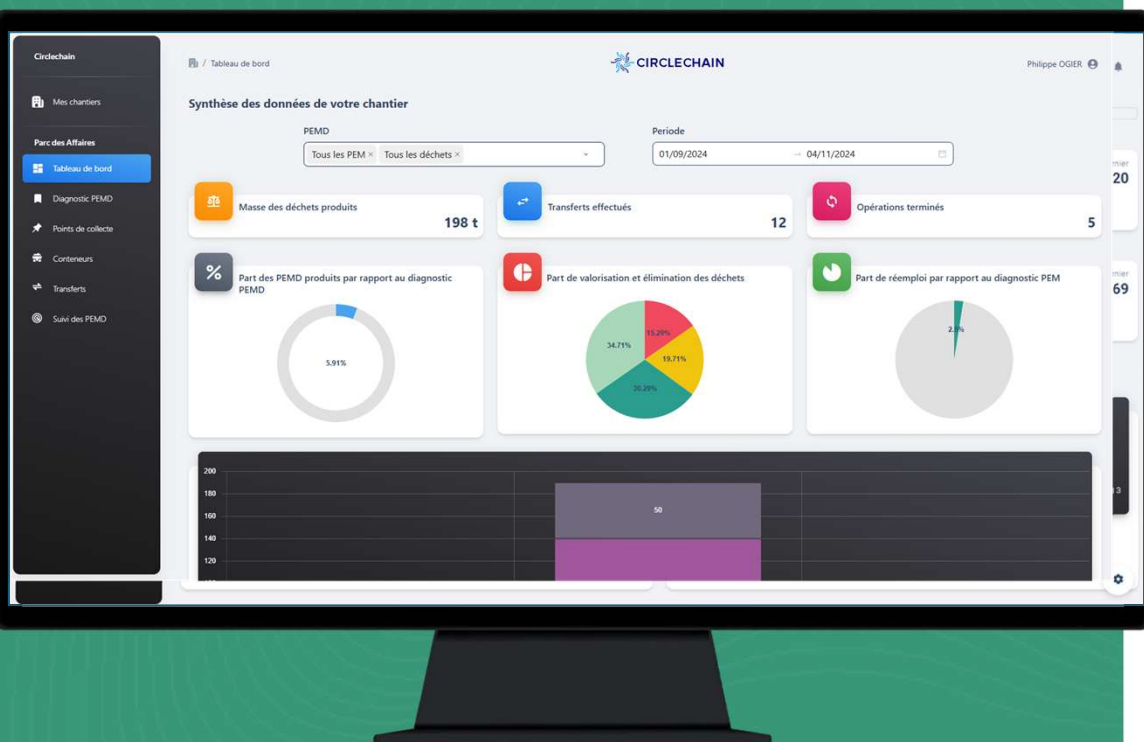 Circlechain
Mes chantiers
Parc des Affaires
Tableau de bord
Diagnostic PEMD
Points de collecte
Conteneurs
Transferts
Suivi des PEMD
/ Tableau de bord
CIRCLECHAIN
Philippe OGIER
Synthèse des données de votre chantier
PEMD
Periode
Tous les PEM × Tous les déchets ×
01/09/2024 → 04/11/2024
Masse des déchets produits
198 t
Transferts effectués
12
Opérations terminés
5
20
Part des PEMD produits par rapport au diagnostic
PEMD
5.91%
Part de valorisation et élimination des déchets
15.29%
34.71%
19.71%
30.29%
Part de réemploi par rapport au diagnostic PEM
69
200
180
160
140
120
50